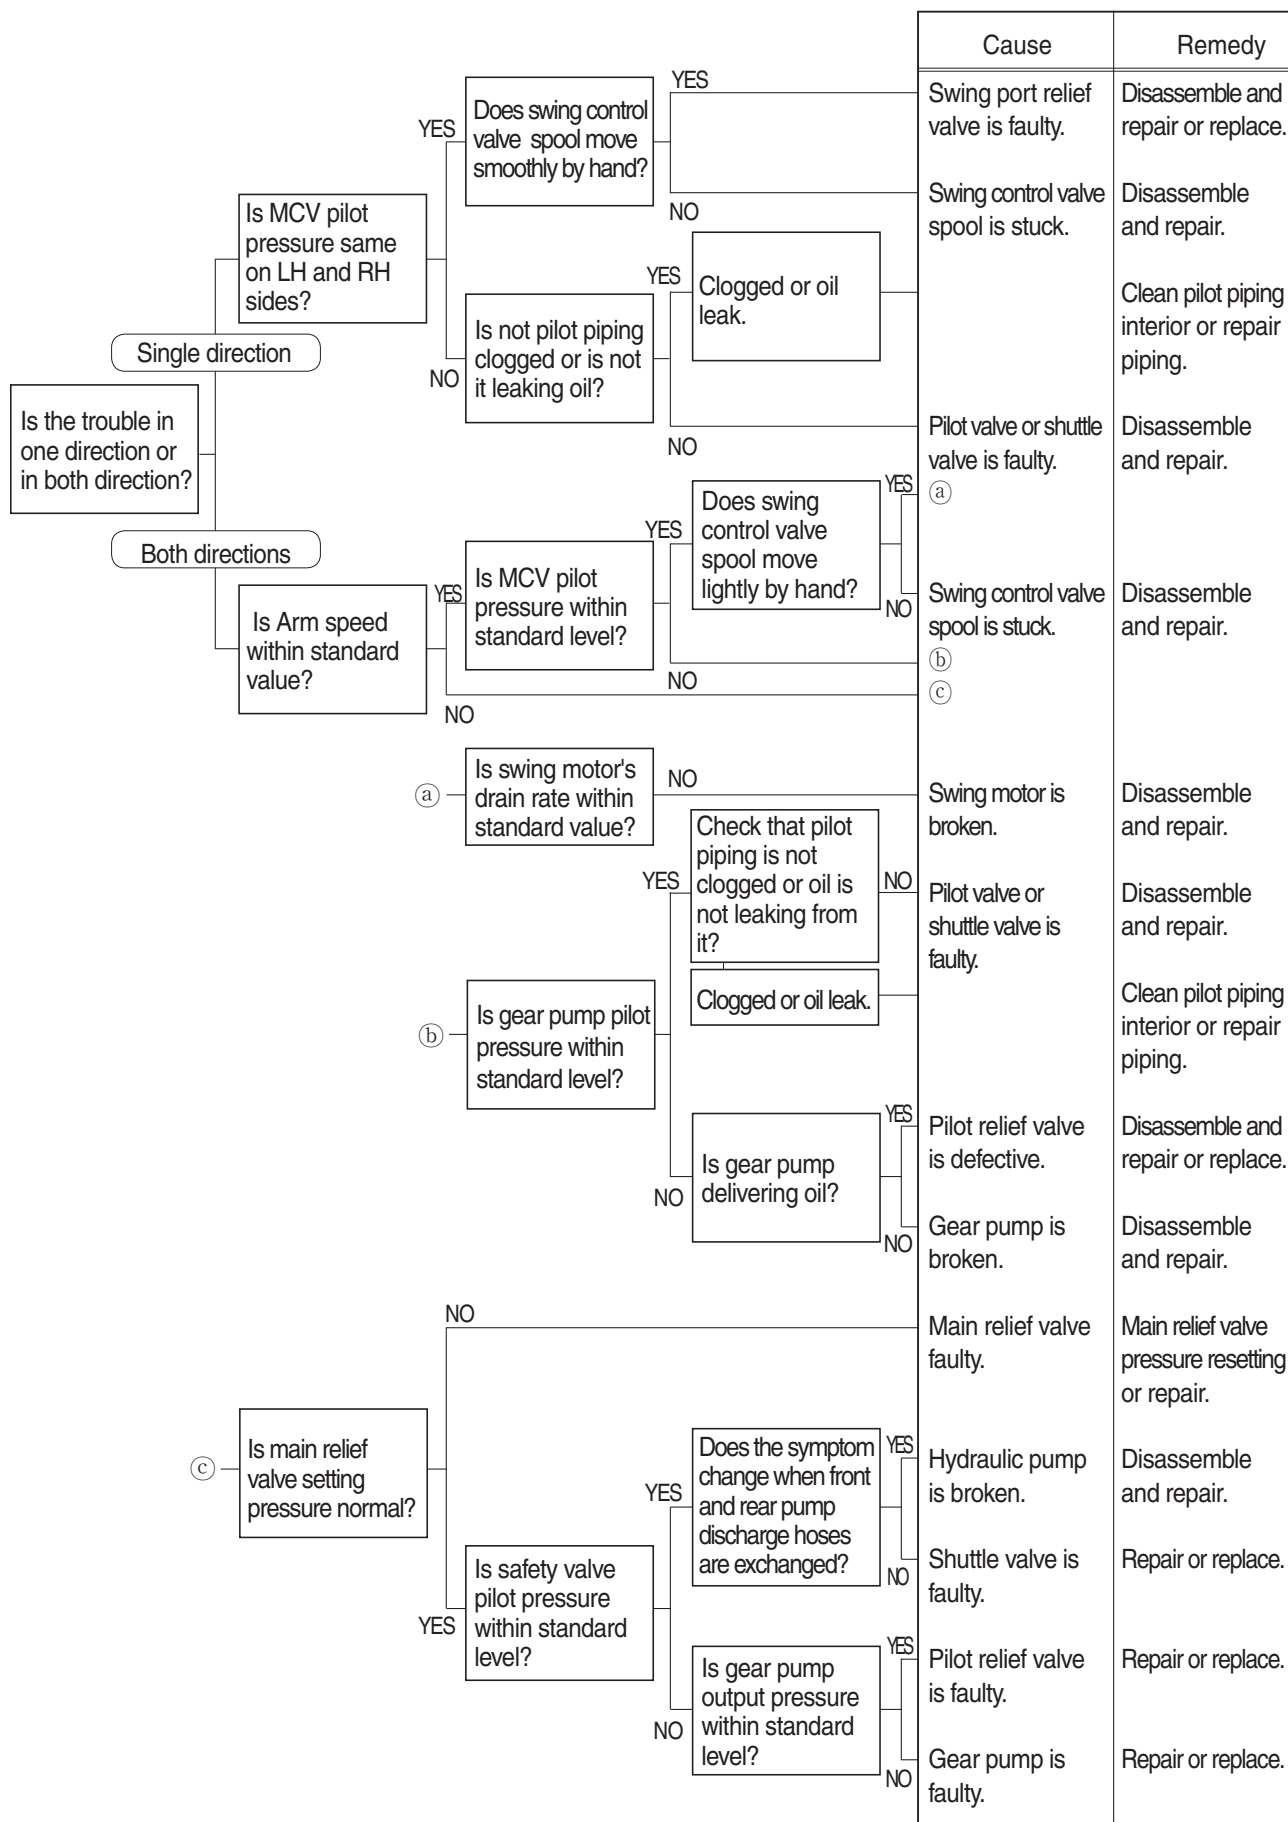 Cause
Remedy
YES
Does swing control
valve spool move
smoothly by hand?
YES
Swing port relief
valve is faulty.
Disassemble and
repair or replace.
NO
Swing control valve
spool is stuck.
Disassemble
and repair.
Is MCV pilot
pressure same
on LH and RH
sides?
YES
Clogged or oil
leak.
Clean pilot piping
interior or repair
piping.
Is not pilot piping
clogged or is not
it leaking oil?
NO
Single direction
NO
Pilot valve or shuttle
valve is faulty.
Disassemble
and repair.
Is the trouble in
one direction or
in both direction?
Both directions
YES
ⓐ
Does swing
control valve
spool move
lightly by hand?
YES
Is MCV pilot
pressure within
standard level?
YES
NO
Swing control valve
spool is stuck.
Disassemble
and repair.
Is Arm speed
within standard
value?
NO
ⓑ
NO
ⓒ
ⓐ
Is swing motor's
drain rate within
standard value?
NO
Swing motor is
broken.
Disassemble
and repair.
Check that pilot
piping is not
clogged or oil is
not leaking from
it?
YES
NO
Pilot valve or
shuttle valve is
faulty.
Disassemble
and repair.
Clogged or oil leak.
Clean pilot piping
interior or repair
piping.
ⓑ
Is gear pump pilot
pressure within
standard level?
NO
Is gear pump
delivering oil?
YES
Pilot relief valve
is defective.
Disassemble and
repair or replace.
NO
Gear pump is
broken.
Disassemble
and repair.
NO
Main relief valve
faulty.
Main relief valve
pressure resetting
or repair.
ⓒ
Is main relief
valve setting
pressure normal?
YES
Does the symptom
change when front
and rear pump
discharge hoses
are exchanged?
YES
Hydraulic pump
is broken.
Disassemble
and repair.
NO
Shuttle valve is
faulty.
Repair or replace.
YES
Is safety valve
pilot pressure
within standard
level?
NO
Is gear pump
output pressure
within standard
level?
YES
Pilot relief valve
is faulty.
Repair or replace.
NO
Gear pump is
faulty.
Repair or replace.